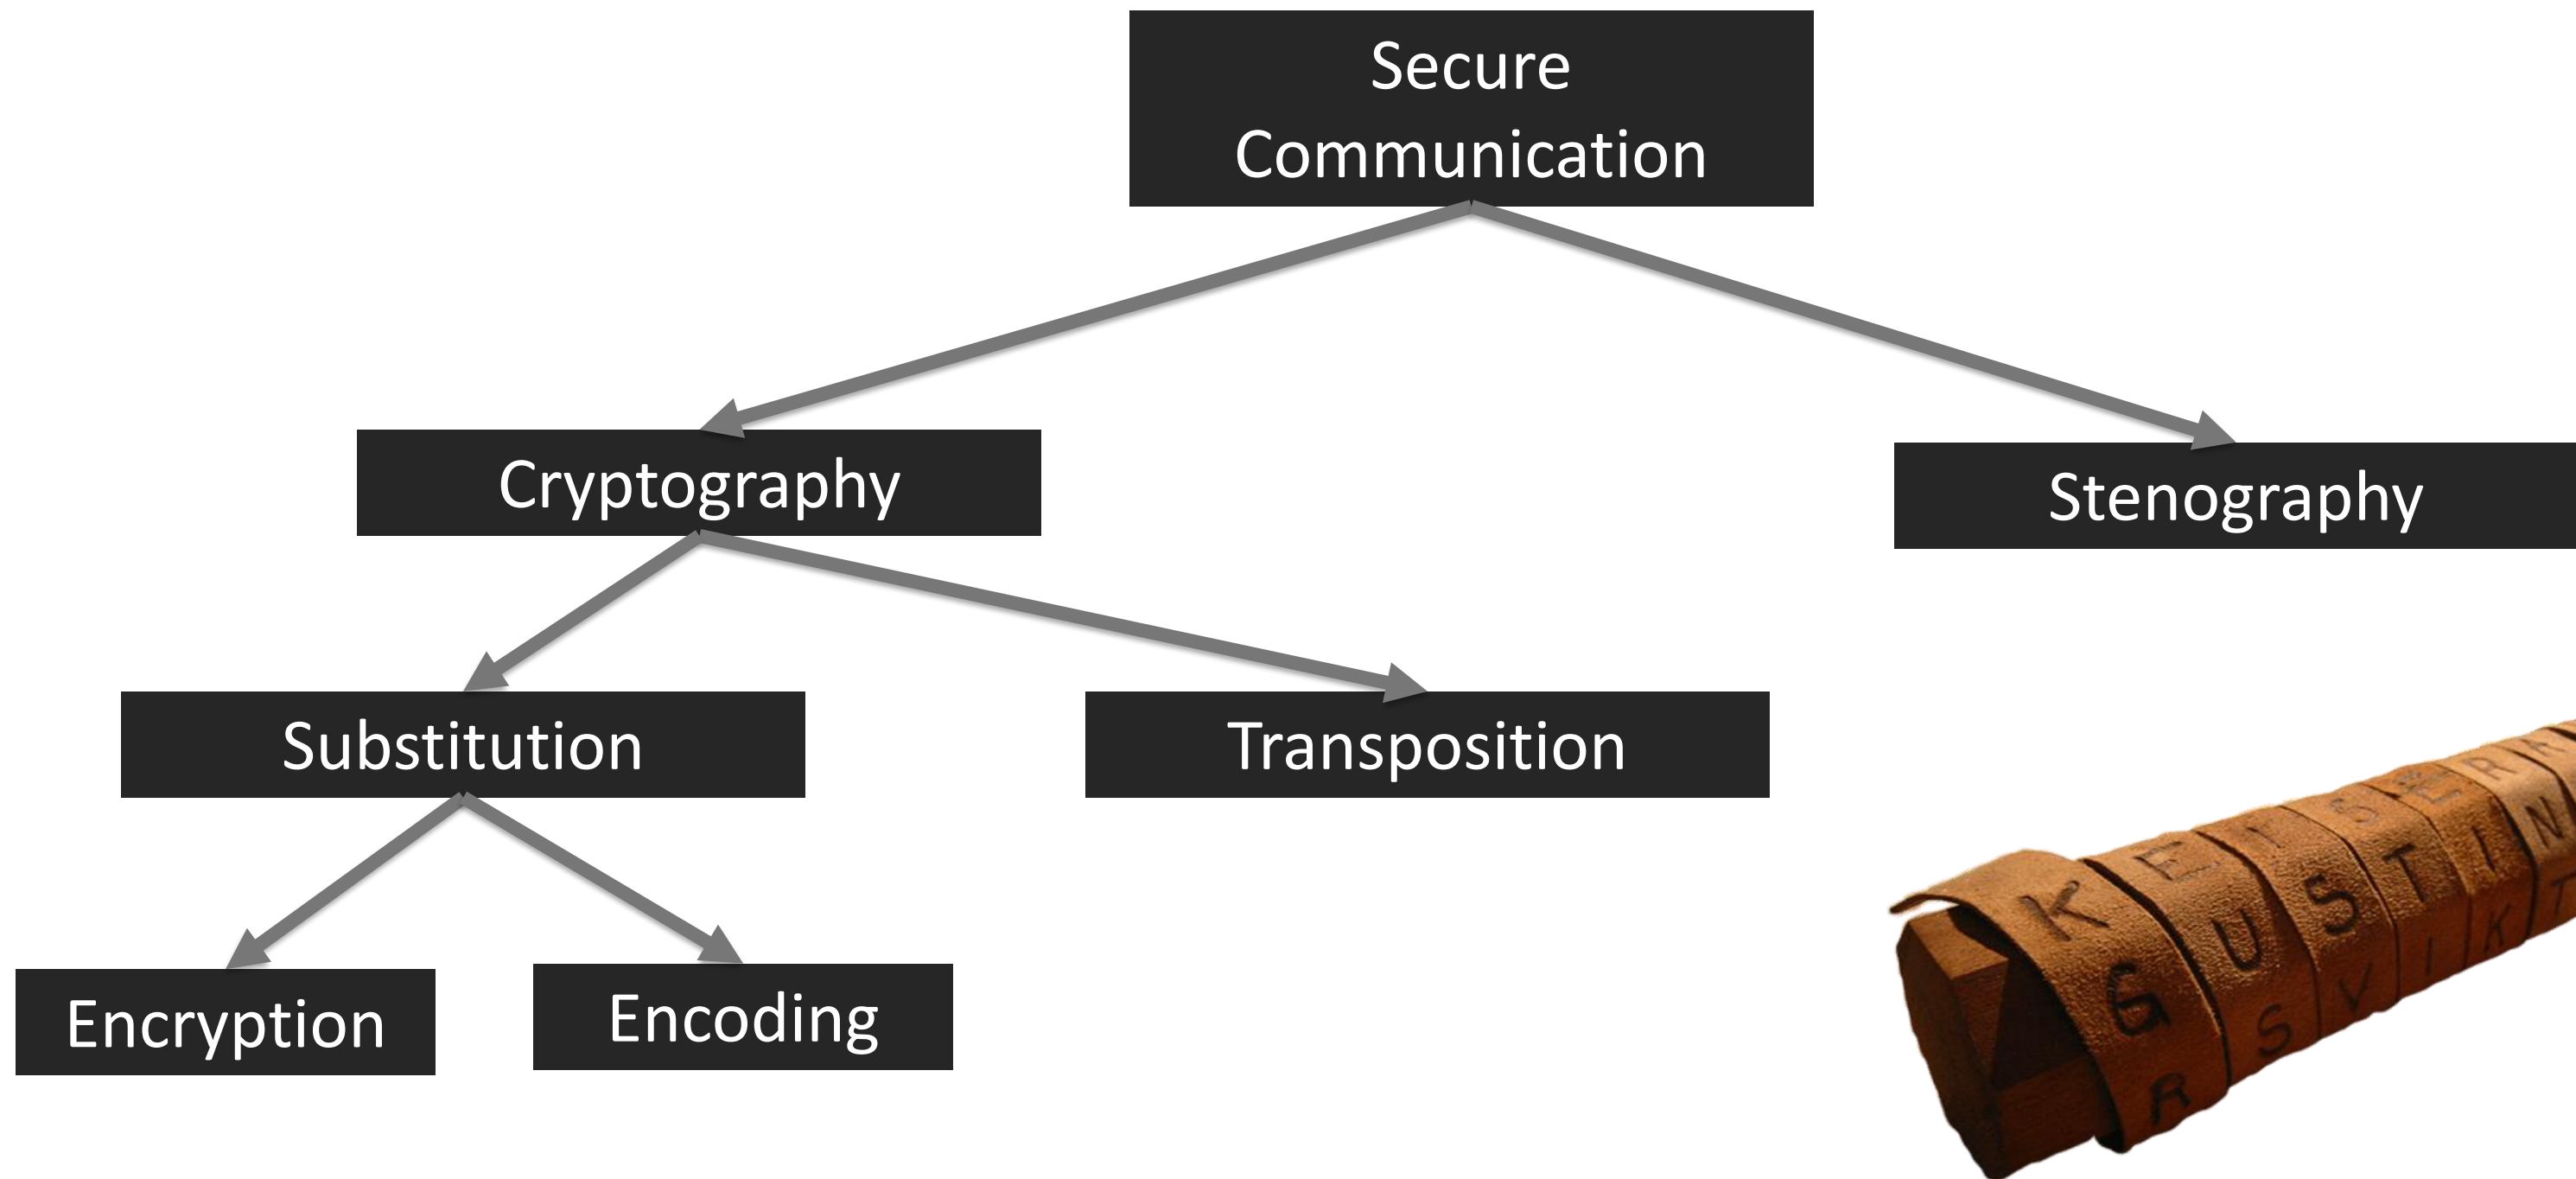 Secure
Communication
Cryptography
Stenography
Substitution
Transposition
Encryption
Encoding
K E I S E R
G U S T I N
R S V I K T